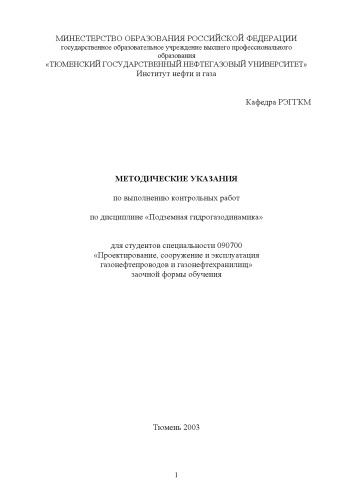 МИНЕСТЕРСТВО ОБРАЗОВАНИЯ РОССИЙСКОЙ ФЕДЕРАЦИИ
государственное образовательное учреждение высшего профессионального
образования
«ТЮМЕНСКИЙ ГОСУДАРСТВЕННЫЙ НЕФТЕГАЗОВЫЙ УНИВЕРСИТЕТ»
Институт нефти и газа
Кафедра РЭГГКМ
МЕТОДИЧЕСКИЕ УКАЗАНИЯ
по выполнению контрольных работ
по дисциплине «Подземная гидрогазодинамика»
для студентов специальности 090700
«Проектирование, сооружение и эксплуатация
газонефтепроводов и газонефтехранилищ»
заочной формы обучения
Тюмень 2003
1